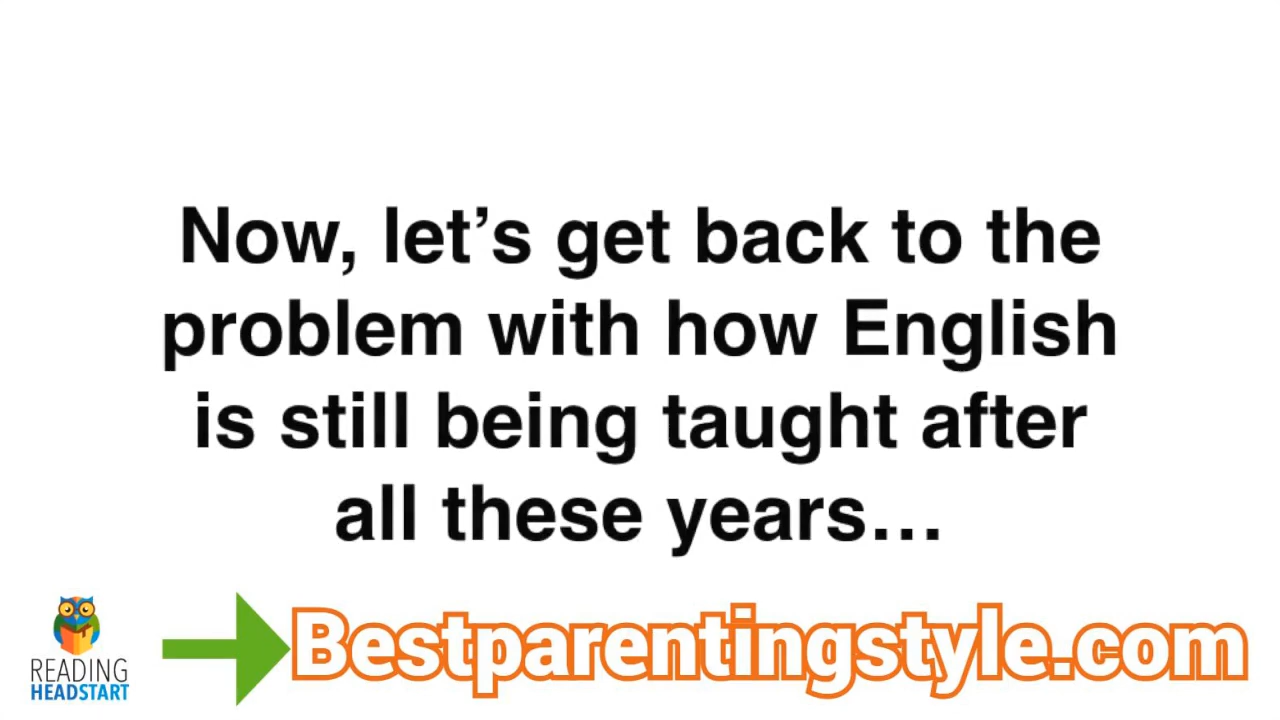 Now, let’s get back to the
problem with how English
is still being taught after
all these years…
READING
HEADSTART
Bestparentingstyle.com